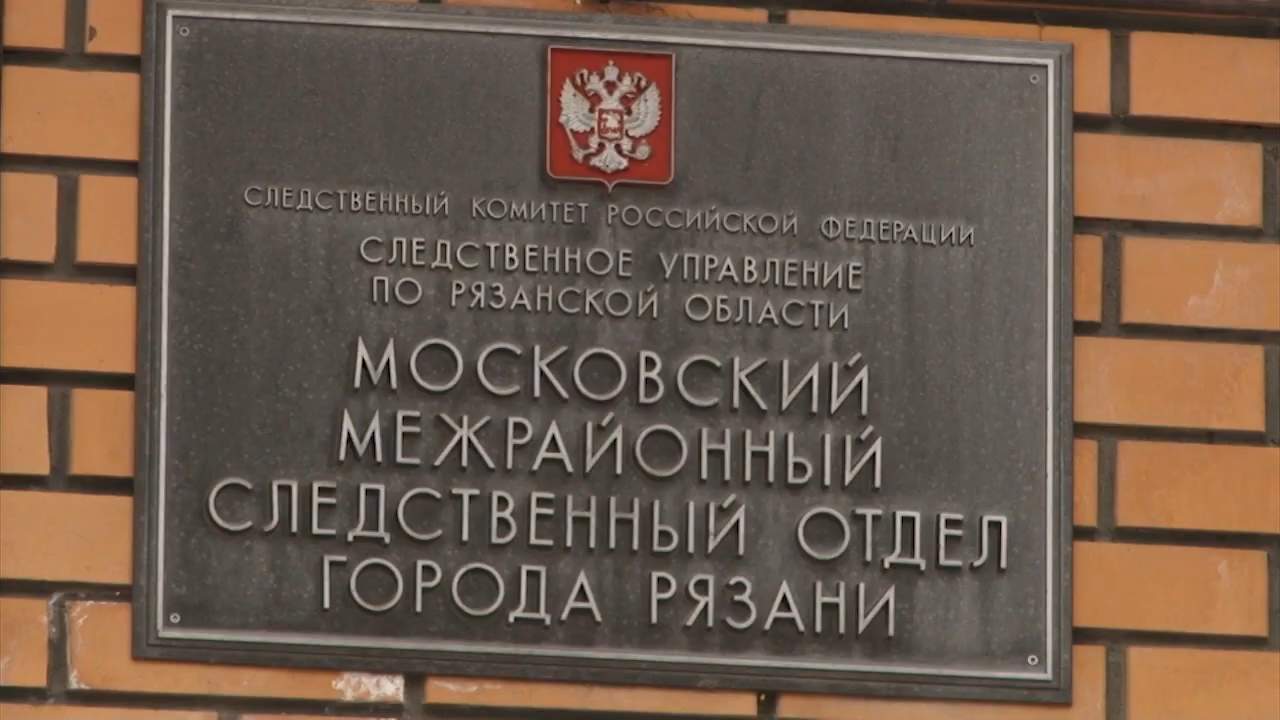 СЛЕДСТВЕННЫЙ КОМИТЕТ РОССИЙСКОЙ ФЕДЕРАЦИИ
СЛЕДСТВЕННОЕ УПРАВЛЕНИЕ
ПО РЯЗАНСКОЙ ОБЛАСТИ
МОСКОВСКИЙ
МЕЖРАЙОННЫЙ
СЛЕДСТВЕННЫЙ ОТДЕЛ
ГОРОДА РЯЗАНИ